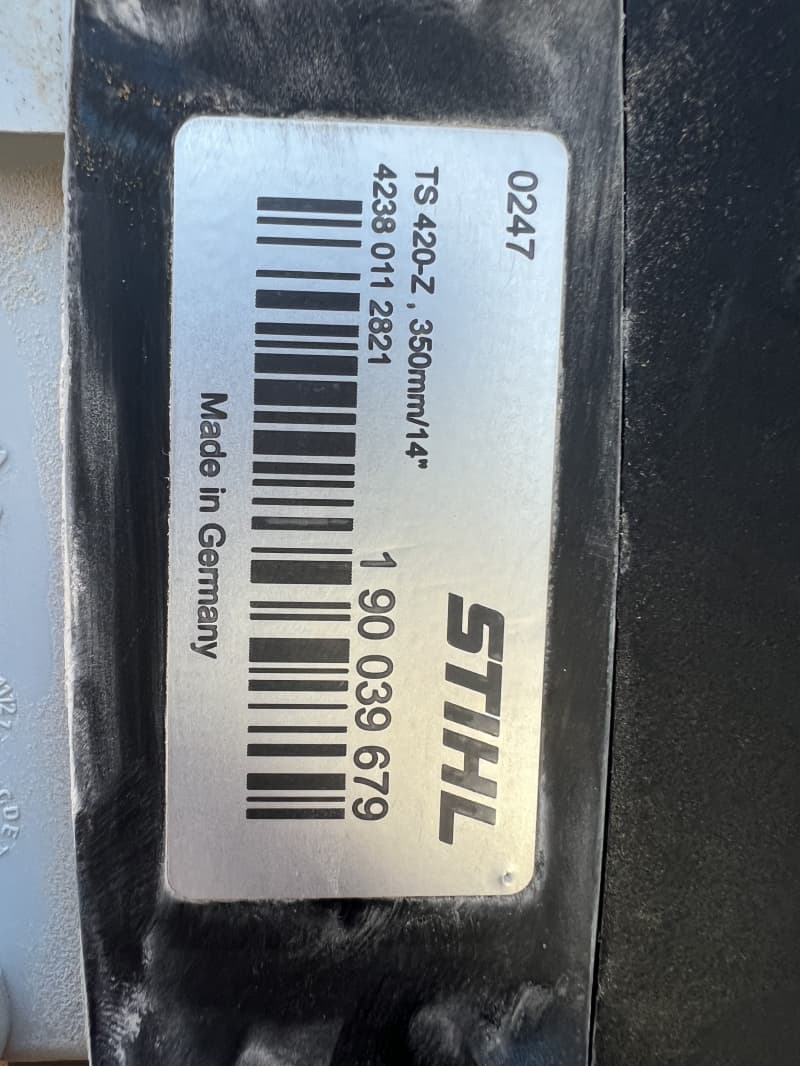 0247
TS 420-Z , 350mm/14"
STIHL
4238 011 2821
1 90 039 679
Made in Germany